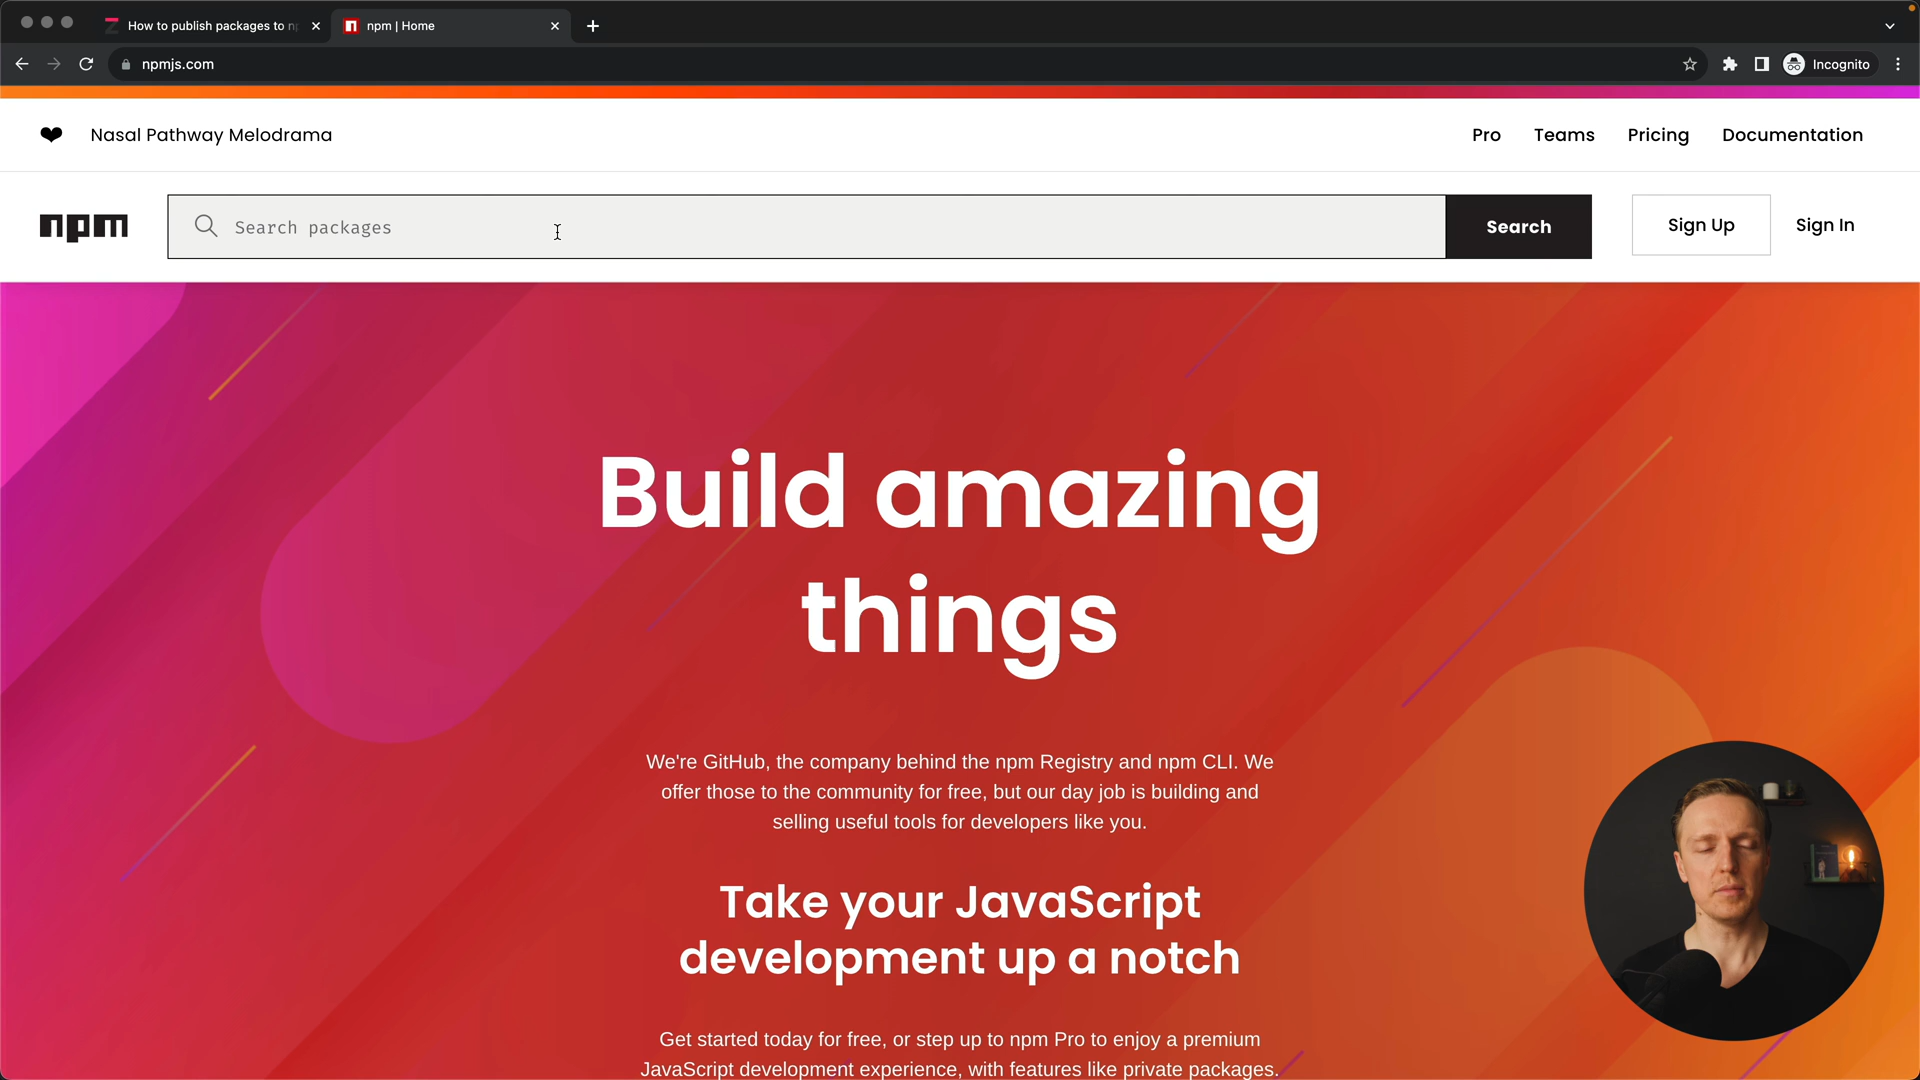 How to publish packages to n
npm | Home
npmjs.com
Incognito
Nasal Pathway Melodrama
Pro
Teams
Pricing
Documentation
npm
Search packages
Search
Sign Up
Sign In
Build amazing
things
We're GitHub, the company behind the npm Registry and npm CLI. We
offer those to the community for free, but our day job is building and
selling useful tools for developers like you.
Take your JavaScript
development up a notch
Get started today for free, or step up to npm Pro to enjoy a premium
JavaScript development experience, with features like private packages.